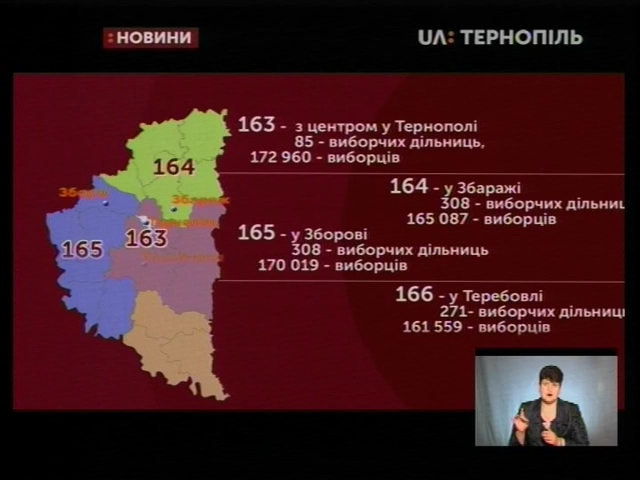 :НОВИНИ
UA: ТЕРНОПІЛЬ
163 - з центром у Тернополі
85 - виборчих дільниць,
172 960 - виборців
164 - у Збаражі
308 - виборчих дільниц
165 087 - виборців
165 - у Зборові
308 - виборчих дільниць
170 019 - виборців
166 - у Теребовлі
271- виборчих дільниц
161 559 - виборців
164
Збараж
165
163